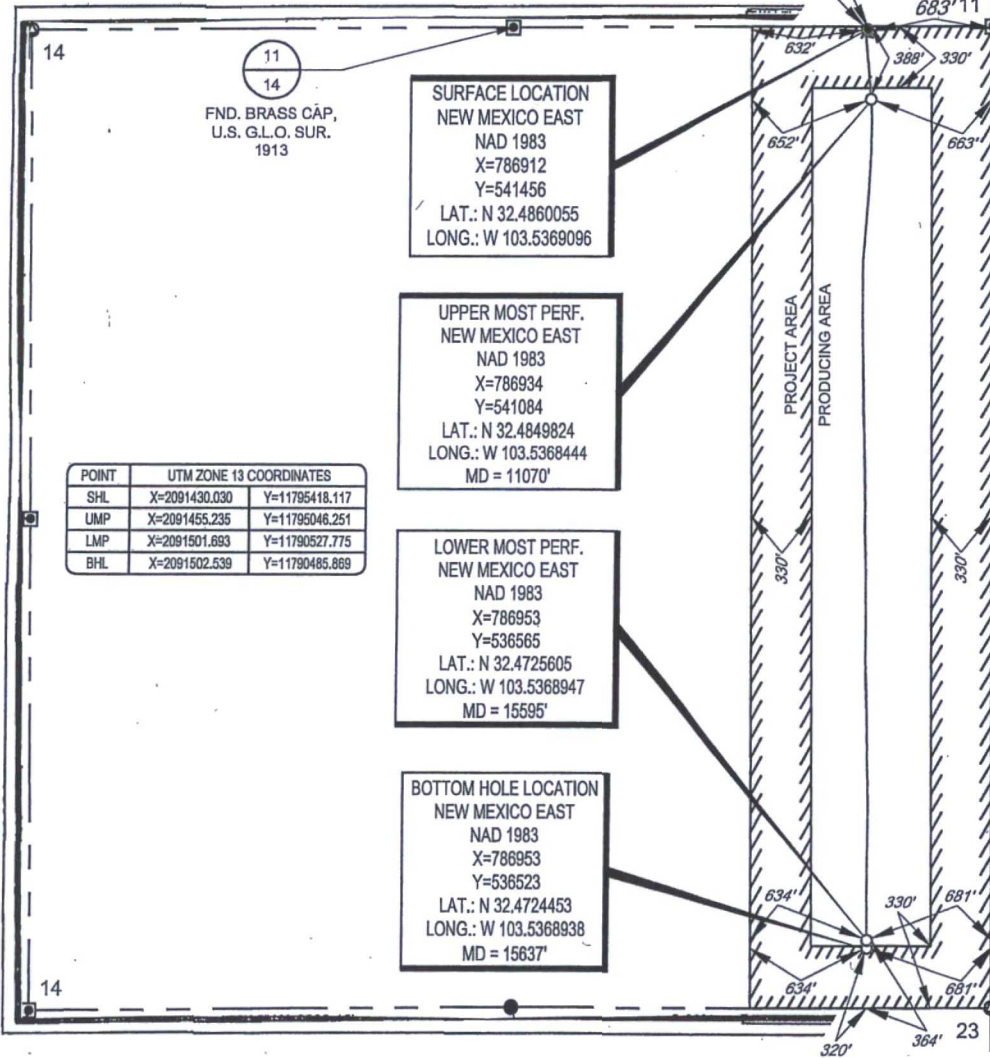 683' 11
14
632'
388'
330'
11
14
FND. BRASS CAP,
U.S. G.L.O. SUR.
1913
SURFACE LOCATION
NEW MEXICO EAST
NAD 1983
X=786912
Y=541456
LAT.: N 32.4860055
LONG.: W 103.5369096
652'
663'
UPPER MOST PERF.
NEW MEXICO EAST
NAD 1983
X=786934
Y=541084
LAT.: N 32.4849824
LONG.: W 103.5368444
MD = 11070'
PROJECT AREA
PRODUCING AREA
POINT UTM ZONE 13 COORDINATES
SHL X=2091430.030 Y=11795418.117
UMP X=2091455.235 Y=11795046.251
LMP X=2091501.693 Y=11790527.775
BHL X=2091502.539 Y=11790485.869
330'
330'
LOWER MOST PERF.
NEW MEXICO EAST
NAD 1983
X=786953
Y=536565
LAT.: N 32.4725605
LONG.: W 103.5368947
MD = 15595'
BOTTOM HOLE LOCATION
NEW MEXICO EAST
NAD 1983
X=786953
Y=536523
LAT.: N 32.4724453
LONG.: W 103.5368938
MD = 15637'
634'
330'
681'
634'
681'
14
320'
364'
23